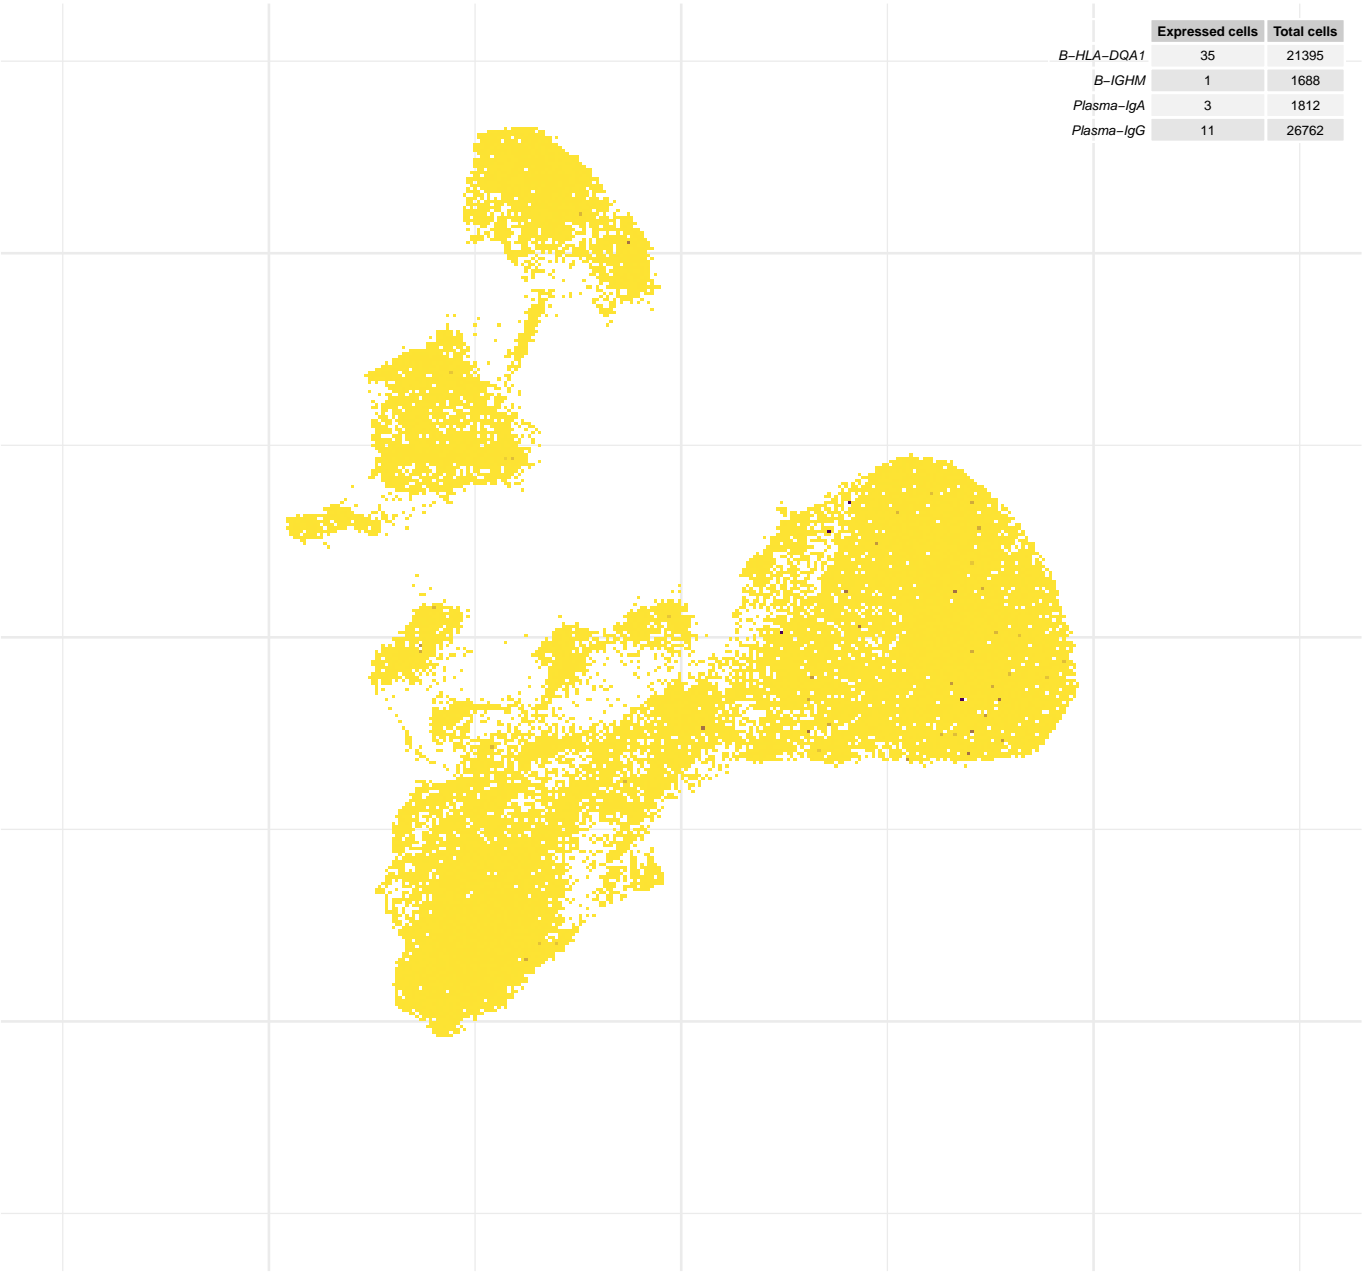 Expressed cells Total cells
B−HLA−DQA1 35 21395
B−IGHM 1 1688
Plasma−IgA 3 1812
Plasma−IgG 11 26762